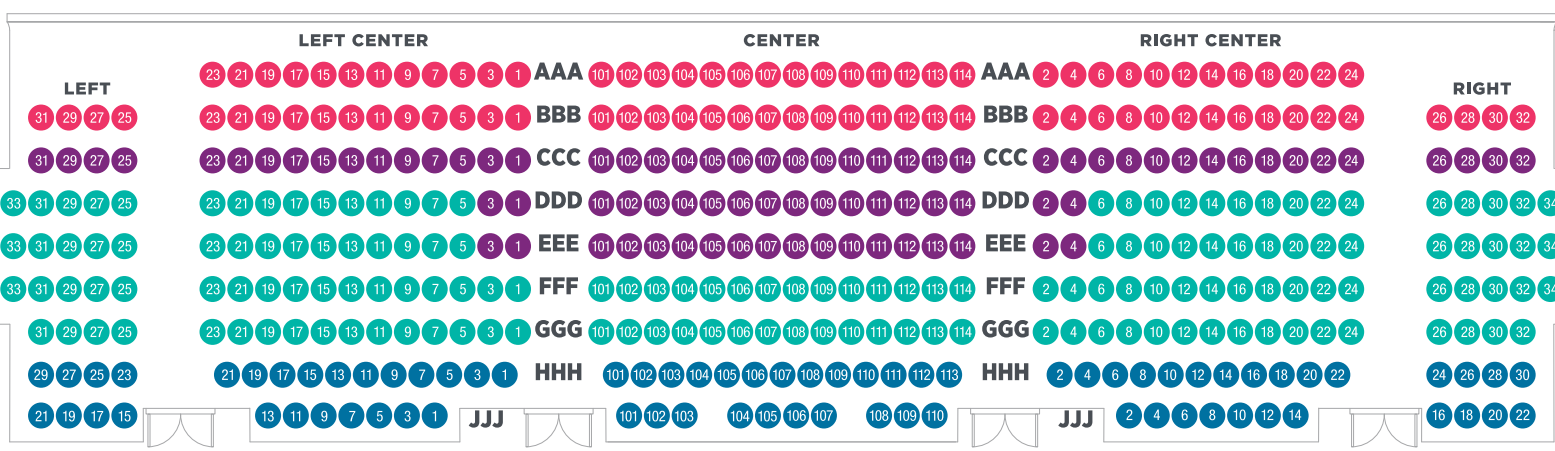 LEFT CENTER CENTER RIGHT CENTER
23 21 19 17 15 13 11 9 7 5 3 1 AAA 101 102 103 104 105 106 107 108 109 110 111 112 113 114 AAA 2 4 6 8 10 12 14 16 18 20 22 24
LEFT RIGHT
31 29 27 25 23 21 19 17 15 13 11 9 7 5 3 1 BBB 101 102 103 104 105 106 107 108 109 110 111 112 113 114 BBB 2 4 6 8 10 12 14 16 18 20 22 24 26 28 30 32
31 29 27 25 23 21 19 17 15 13 11 9 7 5 3 1 CCC 101 102 103 104 105 106 107 108 109 110 111 112 113 114 CCC 2 4 6 8 10 12 14 16 18 20 22 24 26 28 30 32
33 31 29 27 25 23 21 19 17 15 13 11 9 7 5 3 1 DDD 101 102 103 104 105 106 107 108 109 110 111 112 113 114 DDD 2 4 6 8 10 12 14 16 18 20 22 24 26 28 30 32 34
33 31 29 27 25 23 21 19 17 15 13 11 9 7 5 3 1 EEE 101 102 103 104 105 106 107 108 109 110 111 112 113 114 EEE 2 4 6 8 10 12 14 16 18 20 22 24 26 28 30 32 34
33 31 29 27 25 23 21 19 17 15 13 11 9 7 5 3 1 FFF 101 102 103 104 105 106 107 108 109 110 111 112 113 114 FFF 2 4 6 8 10 12 14 16 18 20 22 24 26 28 30 32 34
31 29 27 25 23 21 19 17 15 13 11 9 7 5 3 1 GGG 101 102 103 104 105 106 107 108 109 110 111 112 113 114 GGG 2 4 6 8 10 12 14 16 18 20 22 24 26 28 30 32
29 27 25 23 21 19 17 15 13 11 9 7 5 3 1 HHH 101 102 103 104 105 106 107 108 109 110 111 112 113 HHH 2 4 6 8 10 12 14 16 18 20 22 24 26 28 30
21 19 17 15 13 11 9 7 5 3 1 JJJ 101 102 103 104 105 106 107 108 109 110 JJJ 2 4 6 8 10 12 14 16 18 20 22